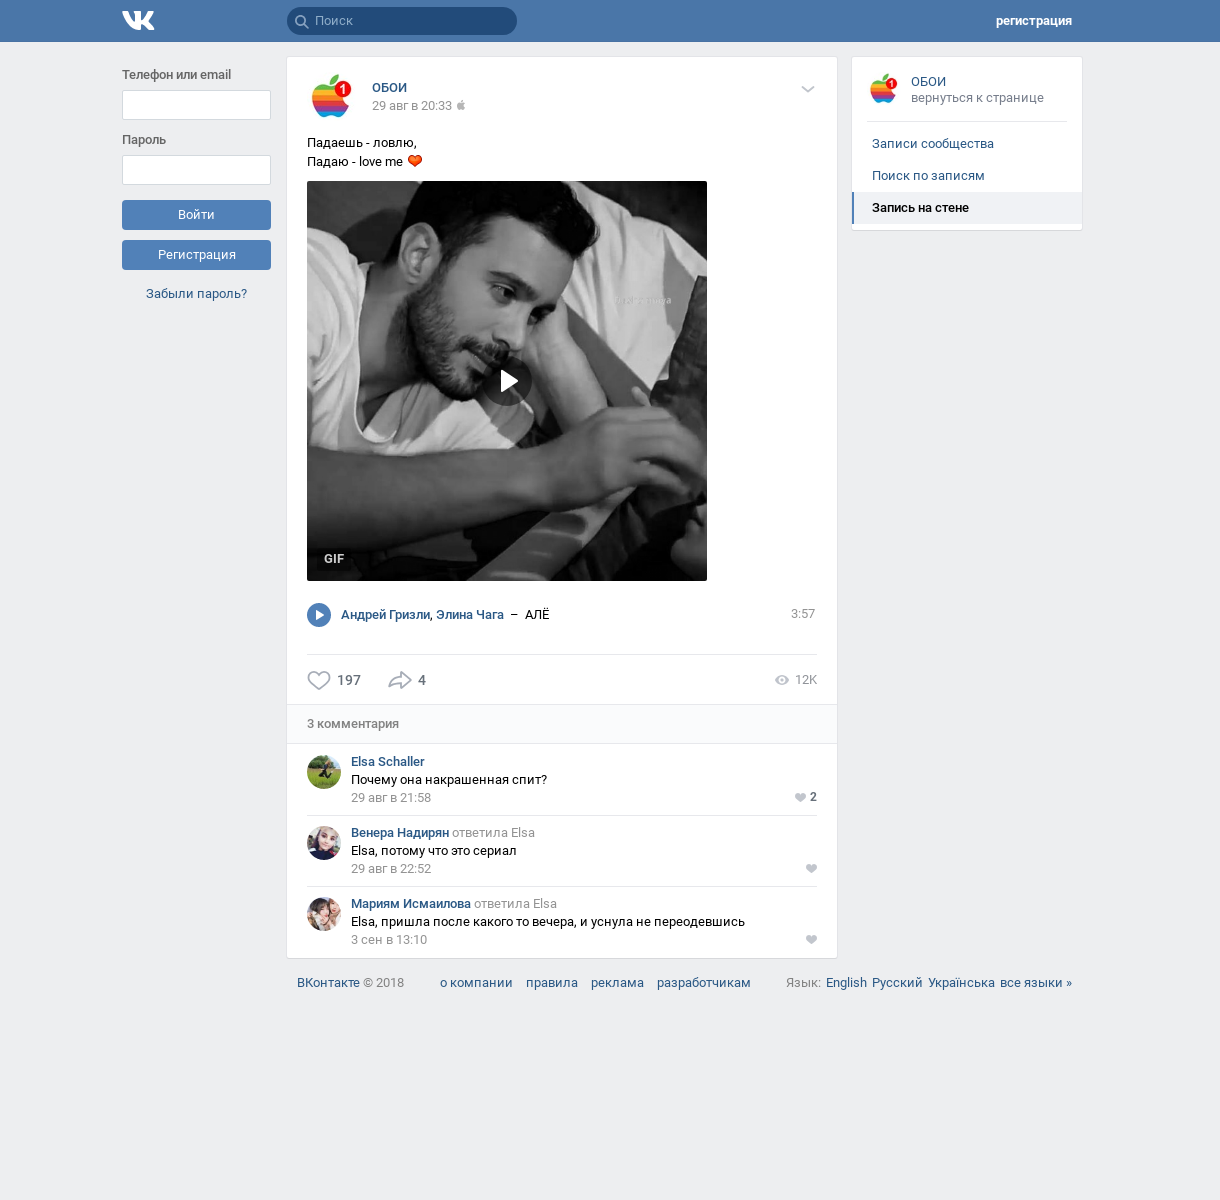 Поиск
регистрация
Телефон или email
Пароль
Войти
Регистрация
Забыли пароль?
1
ОБОИ
29 авг в 20:33
Падаешь - ловлю,
Падаю - love me
GIF
Андрей Гризли, Элина Чага – АЛЁ
3:57
197
4
12K
3 комментария
Elsa Schaller
Почему она накрашенная спит?
29 авг в 21:58
2
Венера Надирян ответила Elsa
Elsa, потому что это сериал
29 авг в 22:52
Мариям Исмаилова ответила Elsa
Elsa, пришла после какого то вечера, и уснула не переодевшись
3 сен в 13:10
1
ОБОИ
вернуться к странице
Записи сообщества
Поиск по записям
Запись на стене
ВКонтакте © 2018
о компании правила реклама разработчикам
Язык: English Русский Українська все языки »